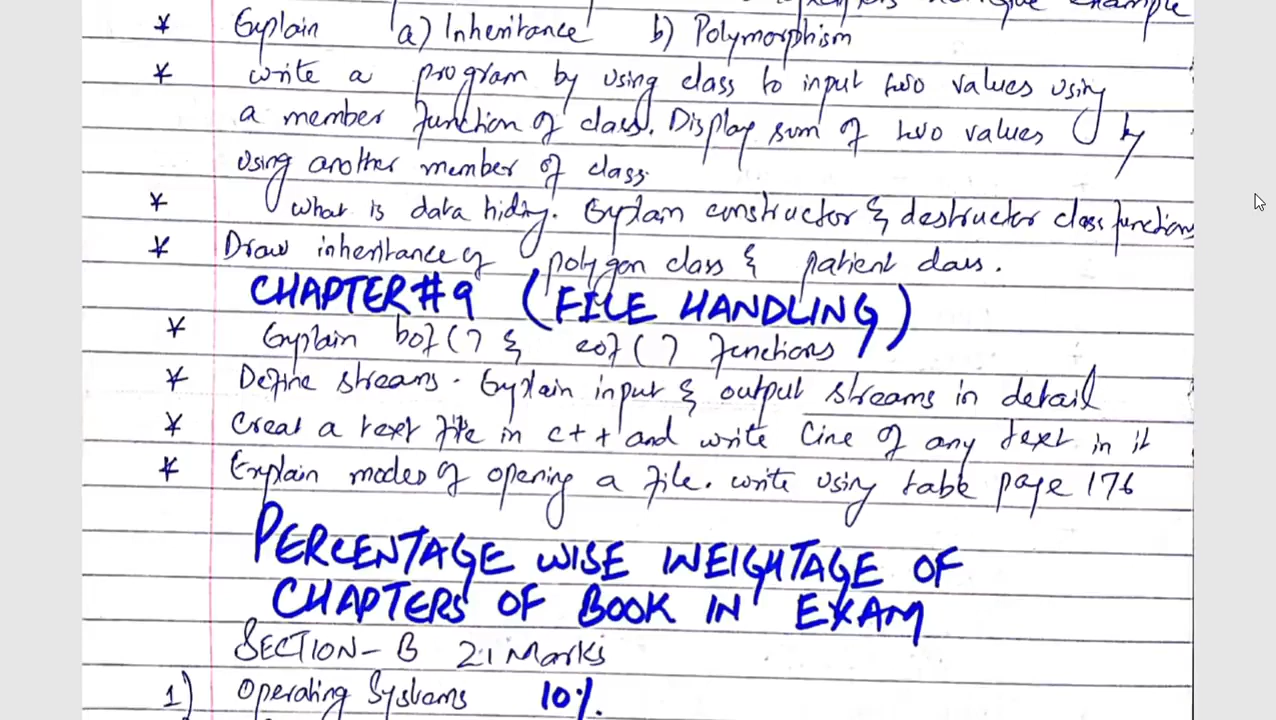 example
* Explain (a) Inheritance b) Polymorphism
* write a program by using class to input two values using
a member function of class. Display sum of two values by
using another member of class.
* What is data hiding. Explain constructor & destructor class functions
* Draw inheritance of polygon class & patient class.
CHAPTER#9 (FILE HANDLING)
* Explain bof() & eof() functions
* Define streams. Explain input & output streams in detail
* Creat a text file in c++ and write line of any text in it
* Explain modes of opening a file. write using table page 176
PERCENTAGE WISE WEIGHTAGE OF
CHAPTERS OF BOOK IN EXAM
SECTION-B 21 Marks
1) Operating Systems 10%.